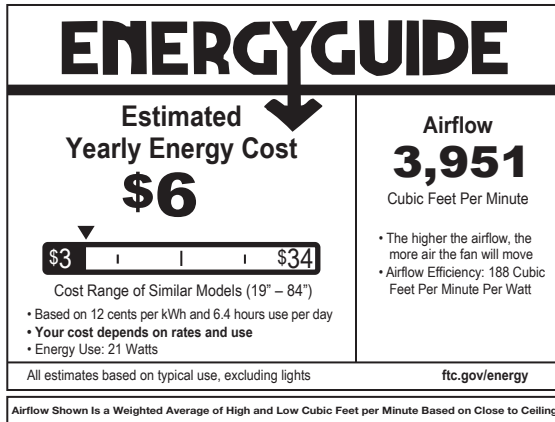 ENERGYGUIDE
Estimated
Yearly Energy Cost
$6
$3
$34
Cost Range of Similar Models (19” – 84”)
• Based on 12 cents per kWh and 6.4 hours use per day
• Your cost depends on rates and use
• Energy Use: 21 Watts
Airflow
3,951
Cubic Feet Per Minute
• The higher the airflow, the
more air the fan will move
• Airflow Efficiency: 188 Cubic
Feet Per Minute Per Watt
All estimates based on typical use, excluding lights
ftc.gov/energy
Airflow Shown Is a Weighted Average of High and Low Cubic Feet per Minute Based on Close to Ceiling